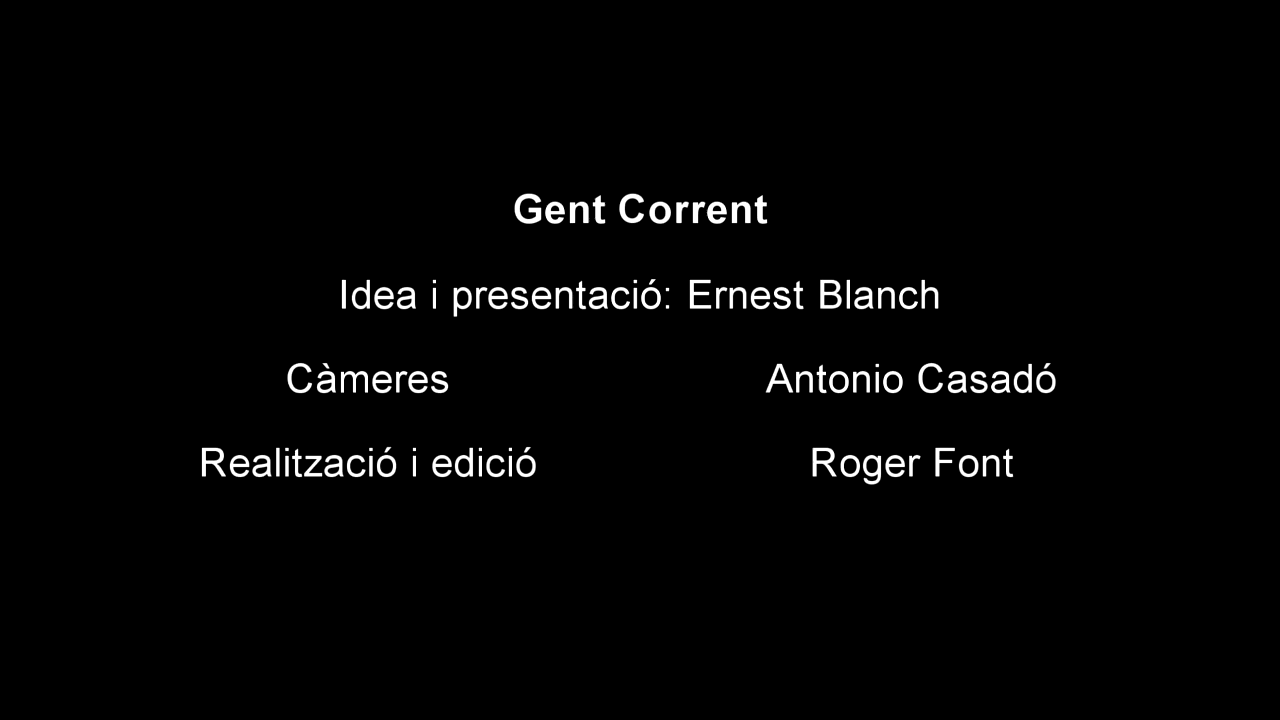 Gent Corrent
Idea i presentació: Ernest Blanch
Càmeres Antonio Casadó
Realització i edició Roger Font